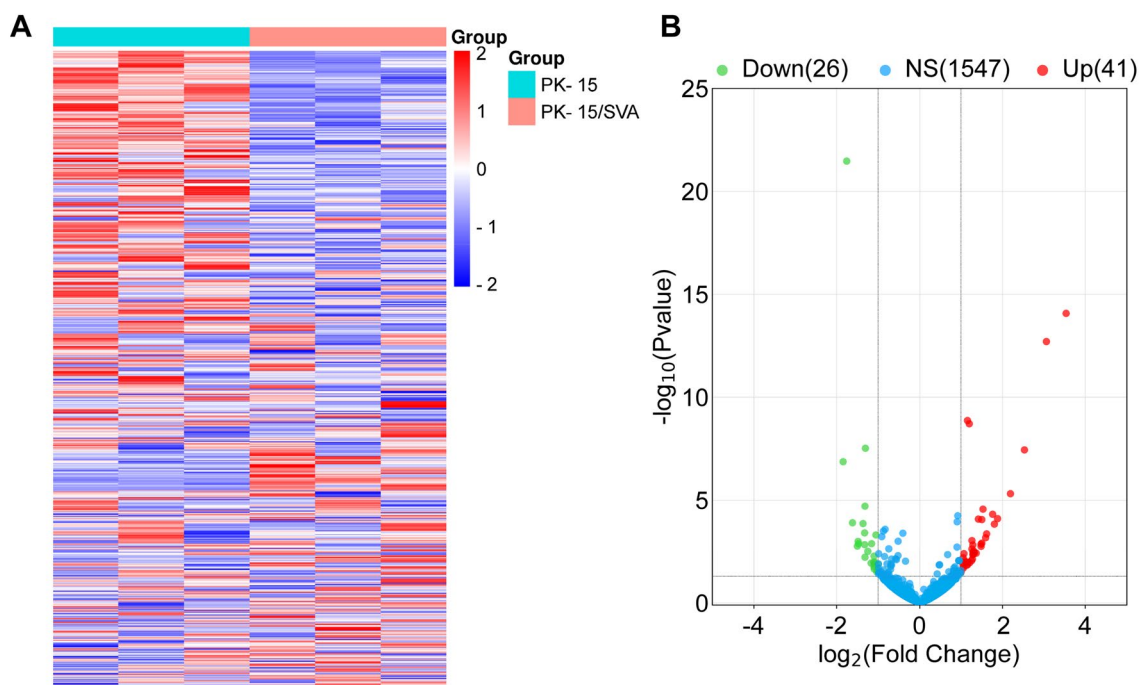 A
Group
2
1
0
- 1
- 2
Group
PK- 15
PK- 15/SVA
B
Down(26) NS(1547) Up(41)
25
20
15
10
5
0
-log10(Pvalue)
-4 -2 0 2 4
log2(Fold Change)